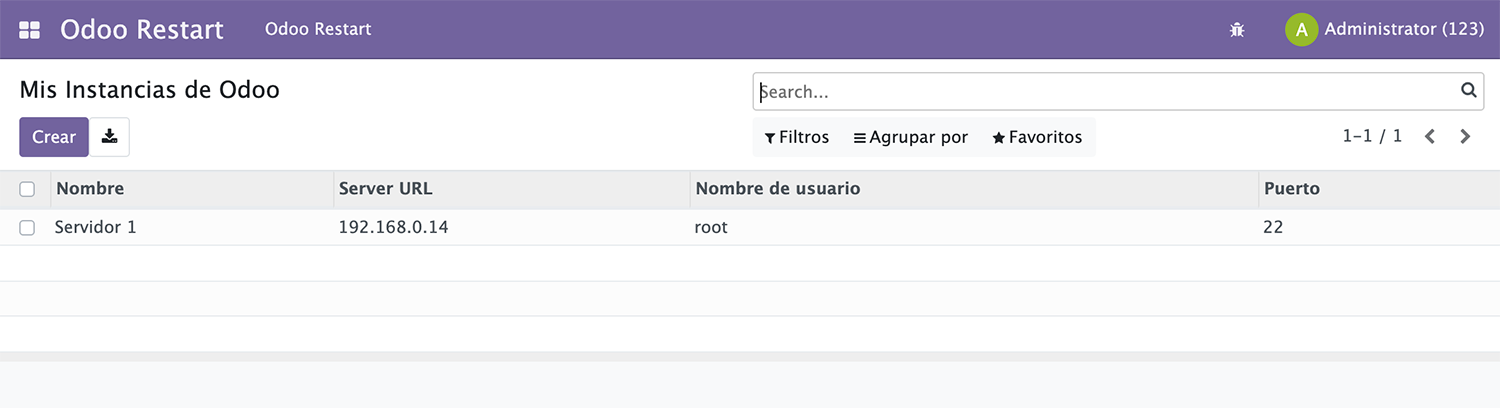 Odoo Restart Odoo Restart A Administrator (123)
Mis Instancias de Odoo Search...
Crear Filtros Agrupar por Favoritos 1-1 / 1
Nombre Server URL Nombre de usuario Puerto
Servidor 1 192.168.0.14 root 22